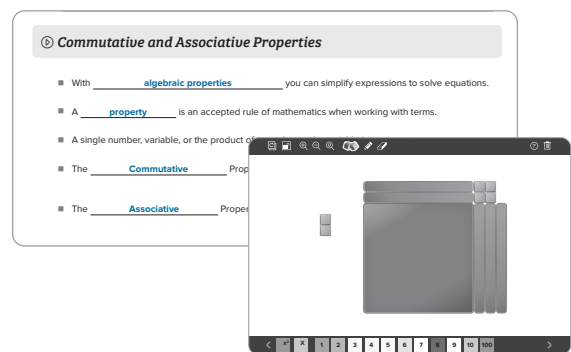 Commutative and Associative Properties
With algebraic properties you can simplify expressions to solve equations.
A property is an accepted rule of mathematics when working with terms.
A single number, variable, or the product of
The Commutative Prop
The Associative Proper
x² X 1 2 3 4 5 6 7 8 9 10 100